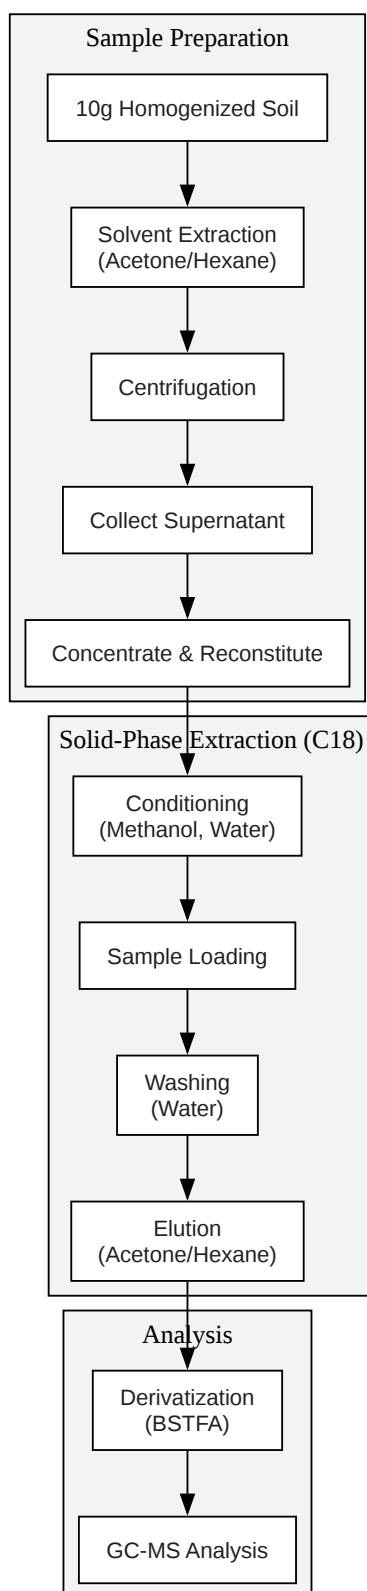 Sample Preparation
10g Homogenized Soil
Solvent Extraction
(Acetone/Hexane)
Centrifugation
Collect Supernatant
Concentrate & Reconstitute
Solid-Phase Extraction (C18)
Conditioning
(Methanol, Water)
Sample Loading
Washing
(Water)
Elution
(Acetone/Hexane)
Analysis
Derivatization
(BSTFA)
GC-MS Analysis